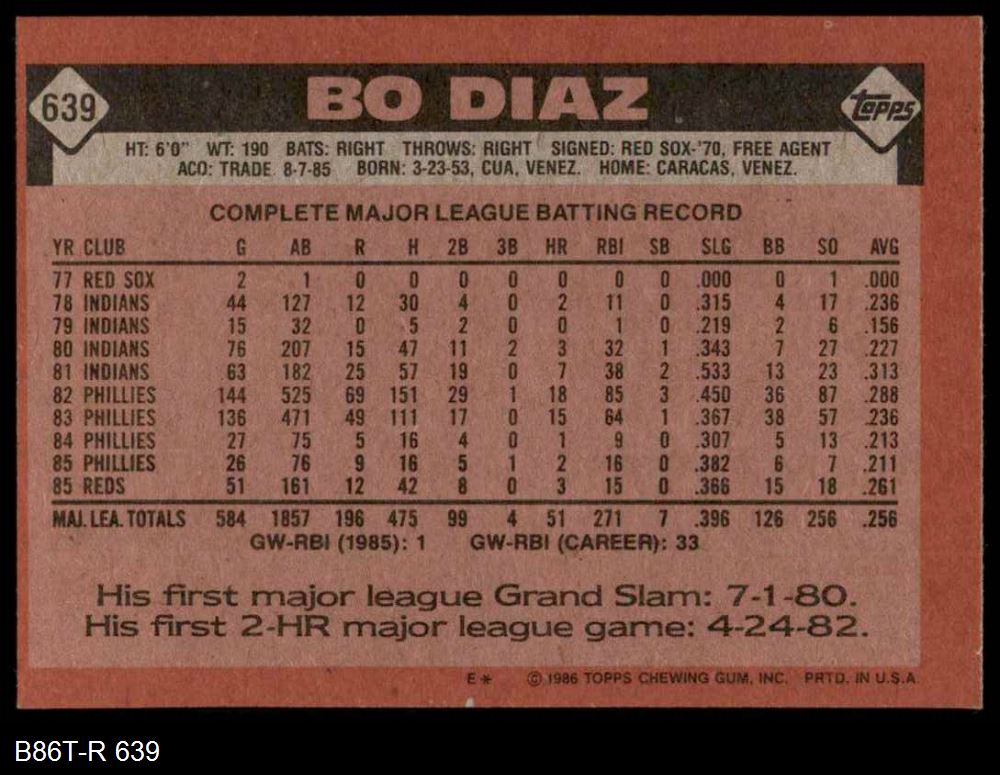 639
BO DIAZ
Topps
HT: 6'0" WT: 190 BATS: RIGHT THROWS: RIGHT SIGNED: RED SOX-'70, FREE AGENT
ACQ: TRADE 8-7-85 BORN: 3-23-53, CUA, VENEZ. HOME: CARACAS, VENEZ.
COMPLETE MAJOR LEAGUE BATTING RECORD
YR CLUB G AB R H 2B 3B HR RBI SB SLG BB SO AVG
77 RED SOX 2 1 0 0 0 0 0 0 0 .000 0 1 .000
78 INDIANS 44 127 12 30 4 0 2 11 0 .315 4 17 .236
79 INDIANS 15 32 0 5 2 0 0 1 0 .219 2 6 .156
80 INDIANS 76 207 15 47 11 2 3 32 1 .343 7 27 .227
81 INDIANS 63 182 25 57 19 0 7 38 2 .533 13 23 .313
82 PHILLIES 144 525 69 151 29 1 18 85 3 .450 36 87 .288
83 PHILLIES 136 471 49 111 17 0 15 64 1 .367 38 57 .236
84 PHILLIES 27 75 5 16 4 0 1 9 0 .307 5 13 .213
85 PHILLIES 26 76 9 16 5 1 2 16 0 .382 6 7 .211
85 REDS 51 161 12 42 8 0 3 15 0 .366 15 18 .261
MAJ. LEA. TOTALS 584 1857 196 475 99 4 51 271 7 .396 126 256 .256
GW-RBI (1985): 1 GW-RBI (CAREER): 33
His first major league Grand Slam: 7-1-80.
His first 2-HR major league game: 4-24-82.
E* © 1986 TOPPS CHEWING GUM, INC. PRTD. IN U.S.A.
B86T-R 639